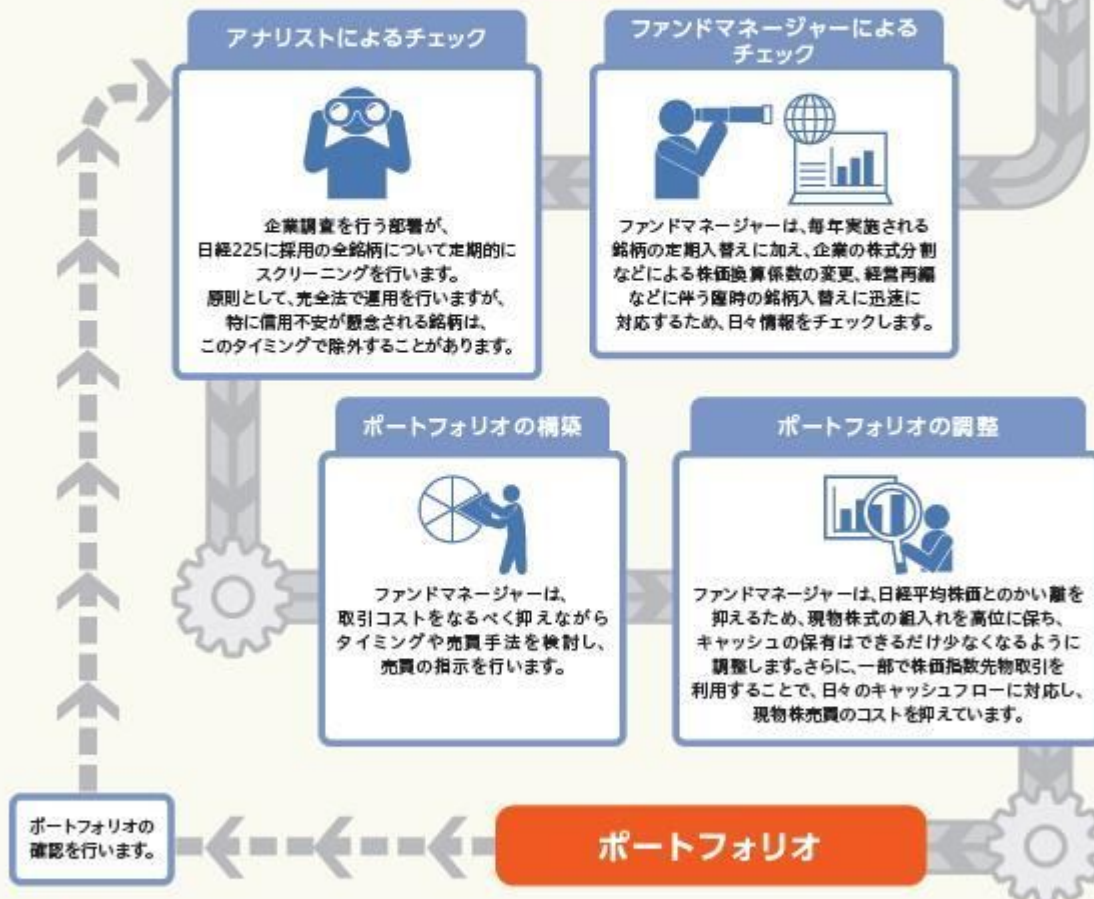 アナリストによるチェック
企業調査を行う部署が、
日経225に採用の全銘柄について定期的に
スクリーニングを行います。
原則として、完全法で運用を行いますが、
特に信用不安が懸念される銘柄は、
このタイミングで除外することがあります。
ファンドマネージャーによる
チェック
ファンドマネージャーは、毎年実施される
銘柄の定期入替えに加え、企業の株式分割
などによる株価換算係数の変更、経営再編
などに伴う臨時の銘柄入替えに迅速に
対応するため、日々情報をチェックします。
ポートフォリオの構築
ファンドマネージャーは、
取引コストをなるべく抑えながら
タイミングや売買手法を検討し、
売買の指示を行います。
ポートフォリオの調整
ファンドマネージャーは、日経平均株価とのかい離を
抑えるため、現物株式の組入れを高位に保ち、
キャッシュの保有はできるだけ少なくなるように
調整します。さらに、一部で株価指数先物取引を
利用することで、日々のキャッシュフローに対応し、
現物株売買のコストを抑えています。
ポートフォリオ
ポートフォリオの
確認を行います。